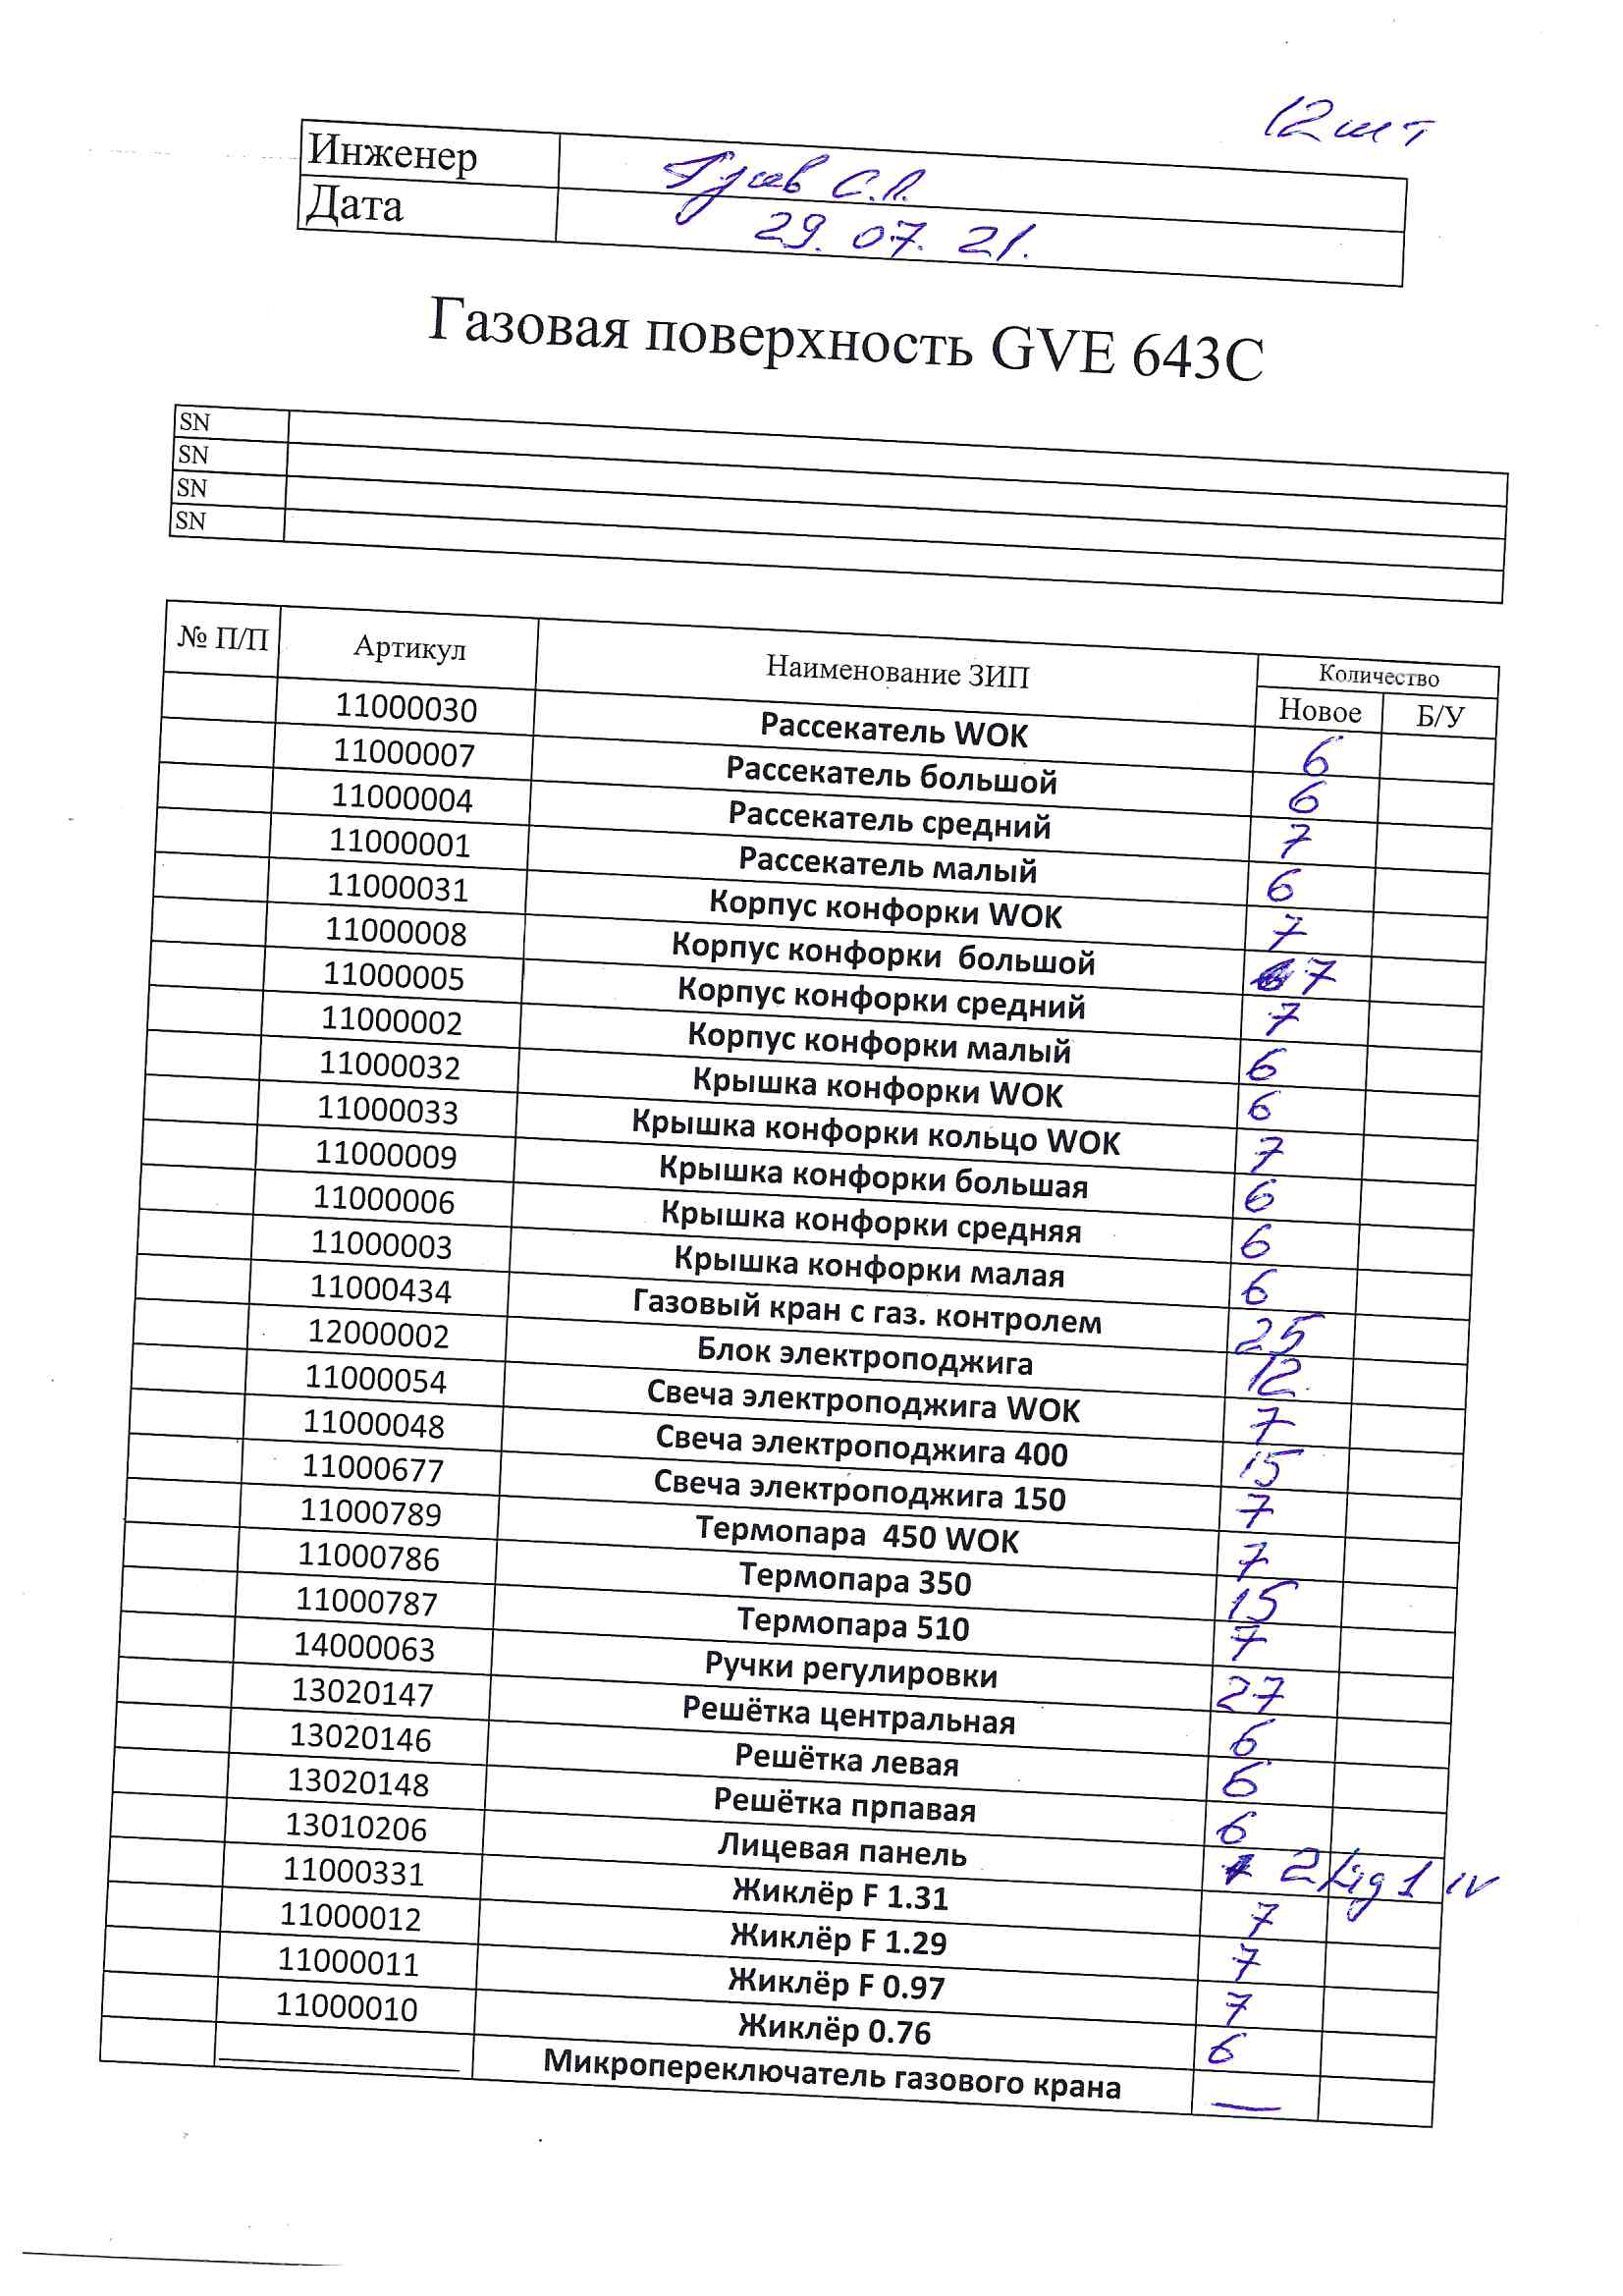 12 шт
Инженер Гусев С.П.
Дата 29.07.21.
Газовая поверхность GVE 643C
SN
SN
SN
SN
№ П/П Артикул Наименование ЗИП Количество
Новое Б/У
11000030 Рассекатель WOK 6
11000007 Рассекатель большой 6
11000004 Рассекатель средний 7
11000001 Рассекатель малый 6
11000031 Корпус конфорки WOK 7
11000008 Корпус конфорки большой 7
11000005 Корпус конфорки средний 7
11000002 Корпус конфорки малый 6
11000032 Крышка конфорки WOK 6
11000033 Крышка конфорки кольцо WOK 7
11000009 Крышка конфорки большая 6
11000006 Крышка конфорки средняя 6
11000003 Крышка конфорки малая 6
11000434 Газовый кран с газ. контролем 25
12000002 Блок электроподжига 12
11000054 Свеча электроподжига WOK 7
11000048 Свеча электроподжига 400 15
11000677 Свеча электроподжига 150 7
11000789 Термопара 450 WOK 7
11000786 Термопара 350 15
11000787 Термопара 510 7
14000063 Ручки регулировки 27
13020147 Решётка центральная 6
13020146 Решётка левая 6
13020148 Решётка прпавая 6
13010206 Лицевая панель 2 1 iv
11000331 Жиклёр F 1.31 7
11000012 Жиклёр F 1.29 7
11000011 Жиклёр F 0.97 7
11000010 Жиклёр 0.76 6
Микропереключатель газового крана —